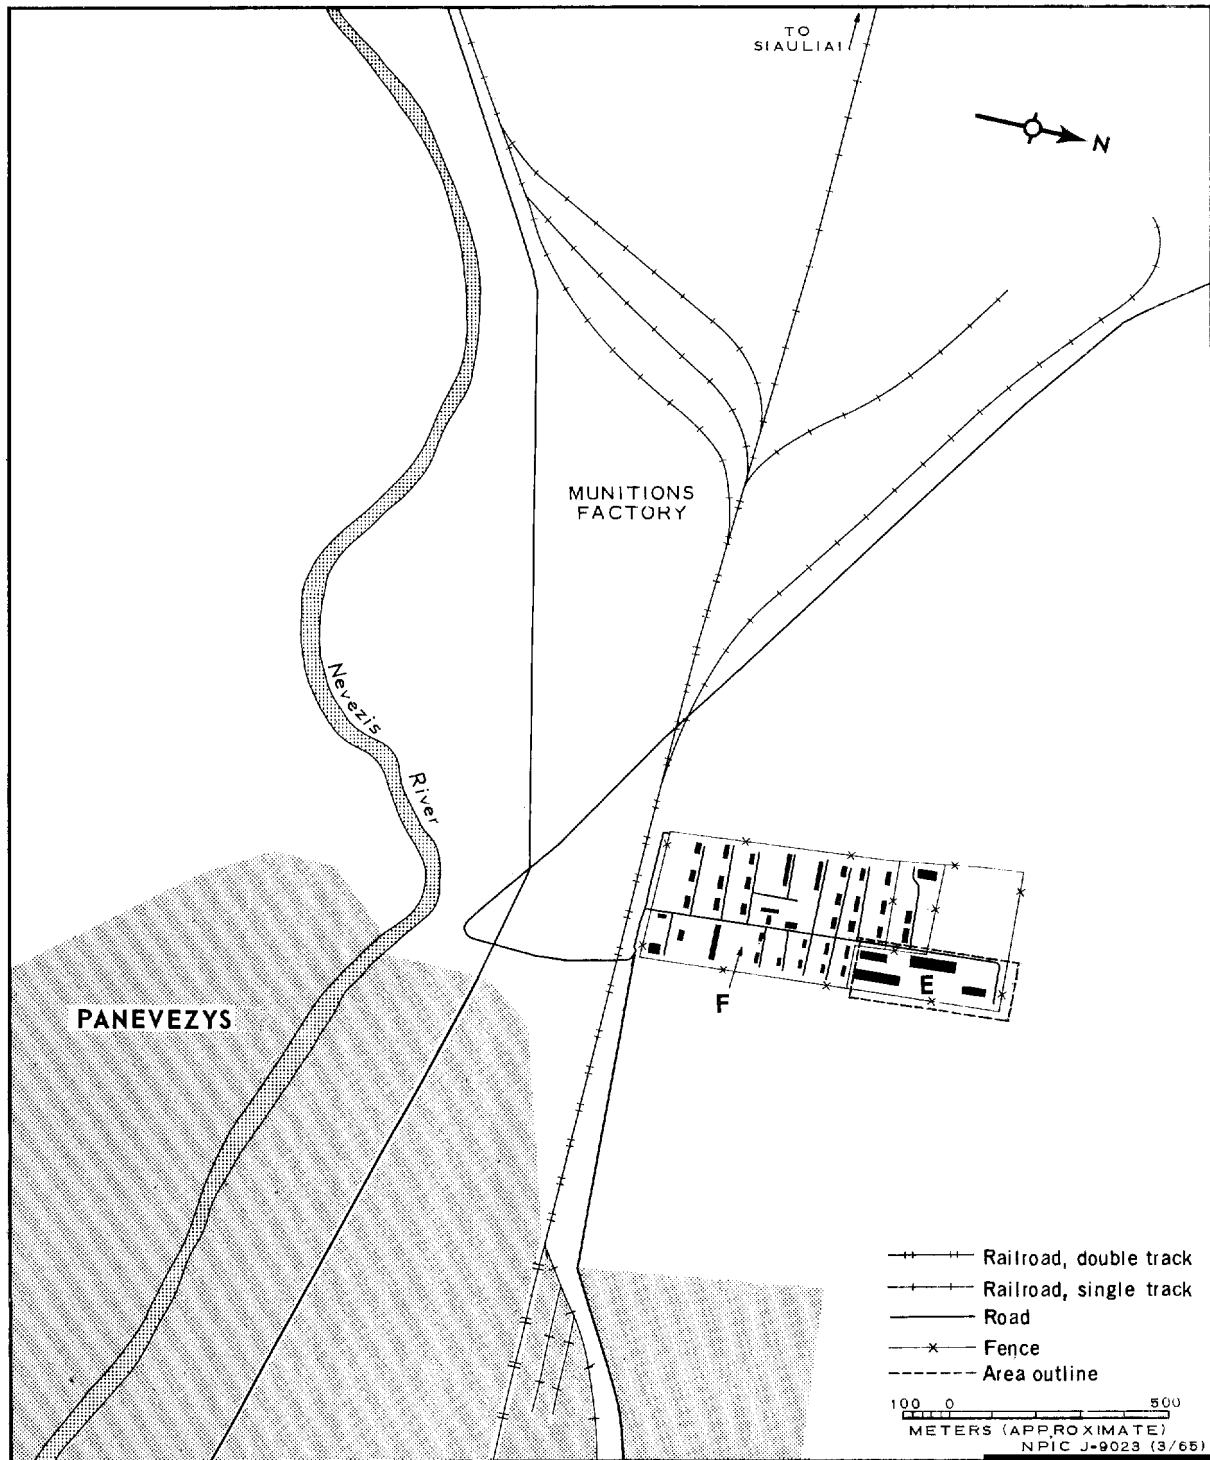 TO
SIAULIAI
N
MUNITIONS
FACTORY
Nevezis
River
PANEVEZYS
F
E
Railroad, double track
Railroad, single track
Road
Fence
Area outline
100 0 500
METERS (APPROXIMATE)
NPIC J-9023 (3/65)